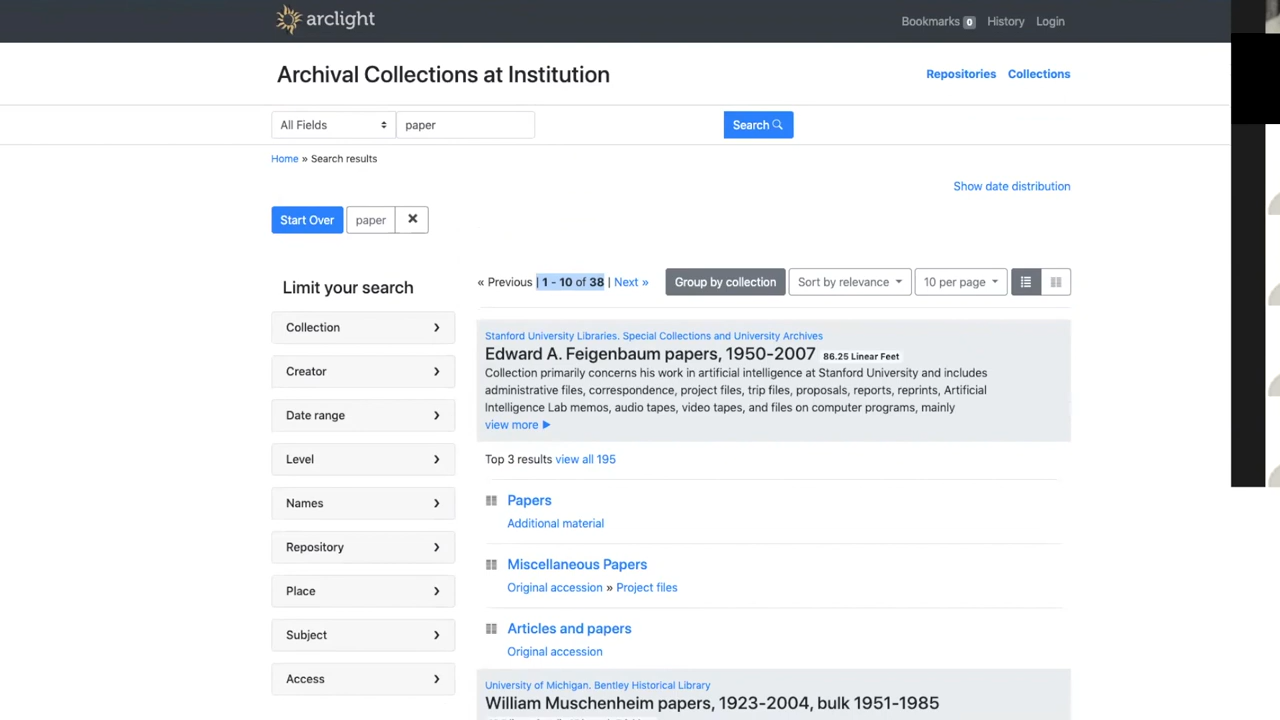 arclight
Bookmarks 0 History Login
Archival Collections at Institution
Repositories Collections
All Fields paper Search
Home » Search results
Show date distribution
Start Over paper ✖
Limit your search
Collection
Creator
Date range
Level
Names
Repository
Place
Subject
Access
« Previous | 1 - 10 of 38 | Next » Group by collection Sort by relevance 10 per page
Stanford University Libraries. Special Collections and University Archives
Edward A. Feigenbaum papers, 1950-2007 86.25 Linear Feet
Collection primarily concerns his work in artificial intelligence at Stanford University and includes
administrative files, correspondence, project files, trip files, proposals, reports, reprints, Artificial
Intelligence Lab memos, audio tapes, video tapes, and files on computer programs, mainly
view more ▶
Top 3 results view all 195
Papers
Additional material
Miscellaneous Papers
Original accession » Project files
Articles and papers
Original accession
University of Michigan. Bentley Historical Library
William Muschenheim papers, 1923-2004, bulk 1951-1985